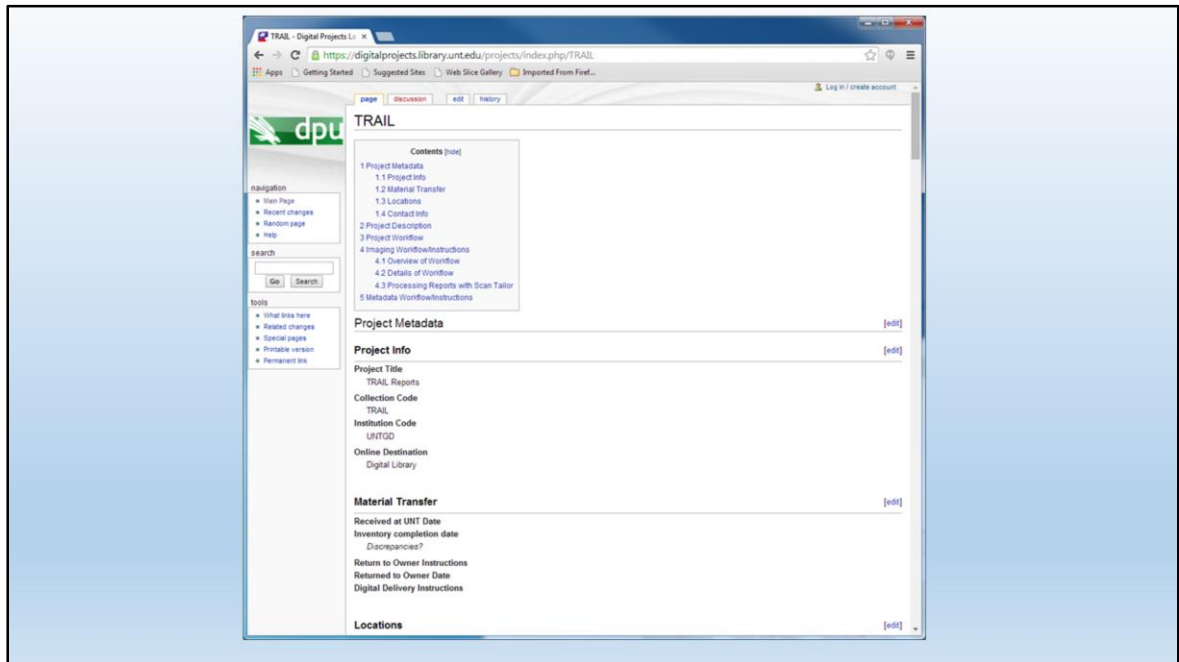 TRAIL - Digital Projects La
https://digitalprojects.library.unt.edu/projects/index.php/TRAIL
Apps Getting Started Suggested Sites Web Slice Gallery Imported From Firef...
Log in / create account
page discussion edit history
dpu
TRAIL
Contents [hide]
1 Project Metadata
1.1 Project Info
1.2 Material Transfer
1.3 Locations
1.4 Contact Info
2 Project Description
3 Project Workflow
4 Imaging Workflow/Instructions
4.1 Overview of Workflow
4.2 Details of Workflow
4.3 Processing Reports with Scan Tailor
5 Metadata Workflow/Instructions
navigation
Main Page
Recent changes
Random page
Help
search
Go Search
tools
What links here
Related changes
Special pages
Printable version
Permanent link
Project Metadata [edit]
Project Info [edit]
Project Title
TRAIL Reports
Collection Code
TRAIL
Institution Code
UNTGD
Online Destination
Digital Library
Material Transfer [edit]
Received at UNT Date
Inventory completion date
Discrepancies?
Return to Owner Instructions
Returned to Owner Date
Digital Delivery Instructions
Locations [edit]